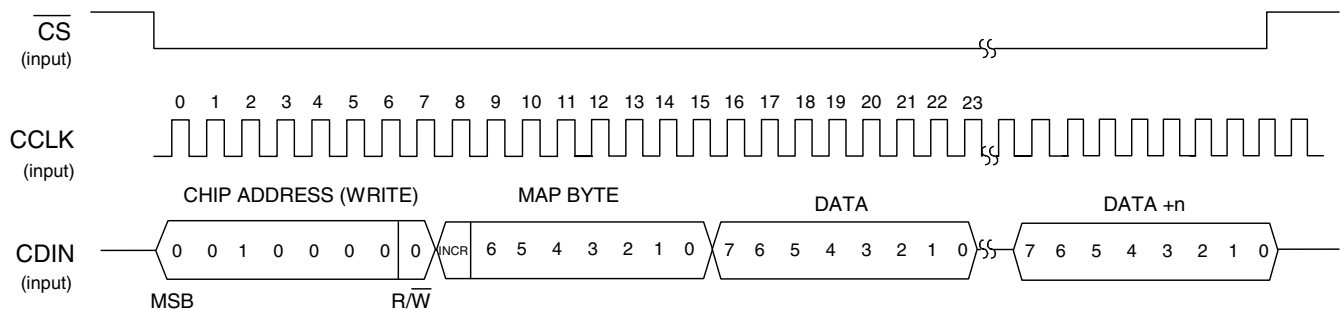 CS
(input)
0 1 2 3 4 5 6 7 8 9 10 11 12 13 14 15 16 17 18 19 20 21 22 23
CCLK
(input)
CHIP ADDRESS (WRITE) MAP BYTE DATA DATA +n
CDIN
(input)
0 0 1 0 0 0 0 0 INCR 6 5 4 3 2 1 0 7 6 5 4 3 2 1 0 7 6 5 4 3 2 1 0
MSB R/W